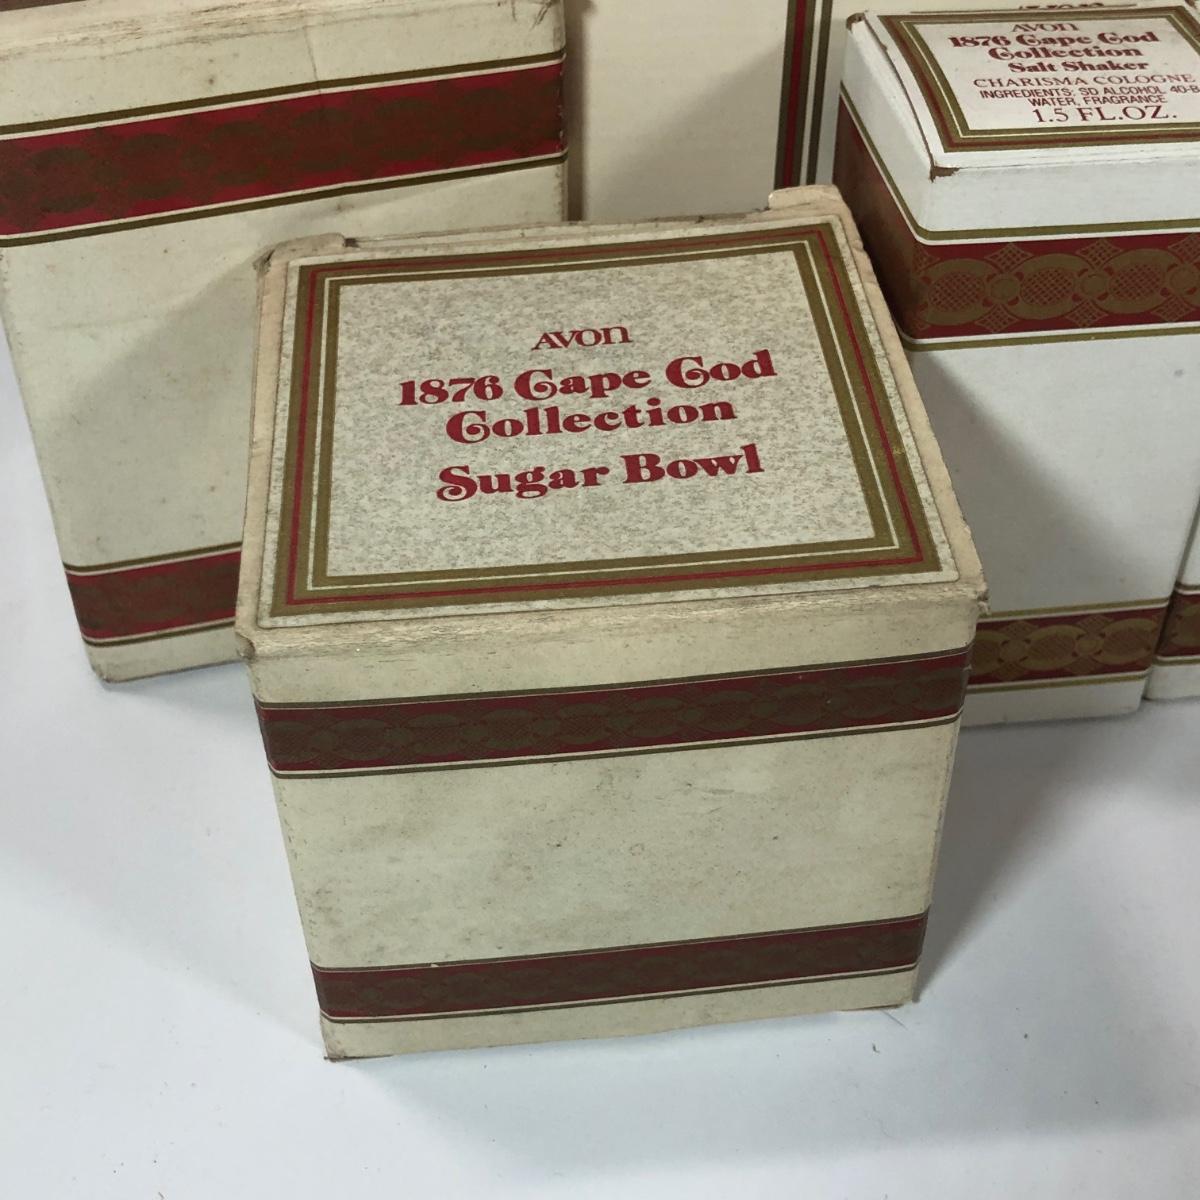 AVON
1876 Cape Cod
Collection
Sugar Bowl
AVON
1876 Cape Cod
Collection
Salt Shaker
CHARISMA COLOGNE
INGREDIENTS: SD ALCOHOL 40-B
WATER, FRAGRANCE
1.5 FL.OZ.